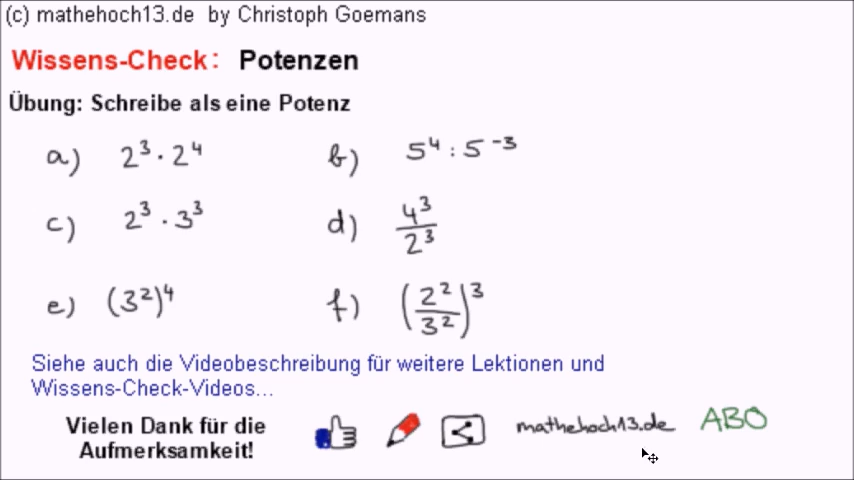 (c) mathehoch13.de by Christoph Goemans
Wissens-Check: Potenzen
Übung: Schreibe als eine Potenz
a) 2³ · 2⁴ b) 5⁴ : 5⁻³
c) 2³ · 3³ d) 4³/2³
e) (3²)⁴ f) (2²/3²)³
Siehe auch die Videobeschreibung für weitere Lektionen und
Wissens-Check-Videos...
Vielen Dank für die
Aufmerksamkeit!
mathehoch13.de ABO